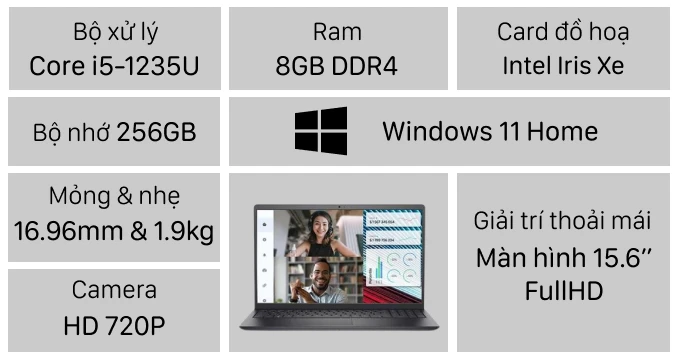 Bộ xử lý
Core i5-1235U
Ram
8GB DDR4
Card đồ hoạ
Intel Iris Xe
Bộ nhớ 256GB
Windows 11 Home
Mỏng & nhẹ
16.96mm & 1.9kg
Giải trí thoải mái
Màn hình 15.6”
FullHD
Camera
HD 720P